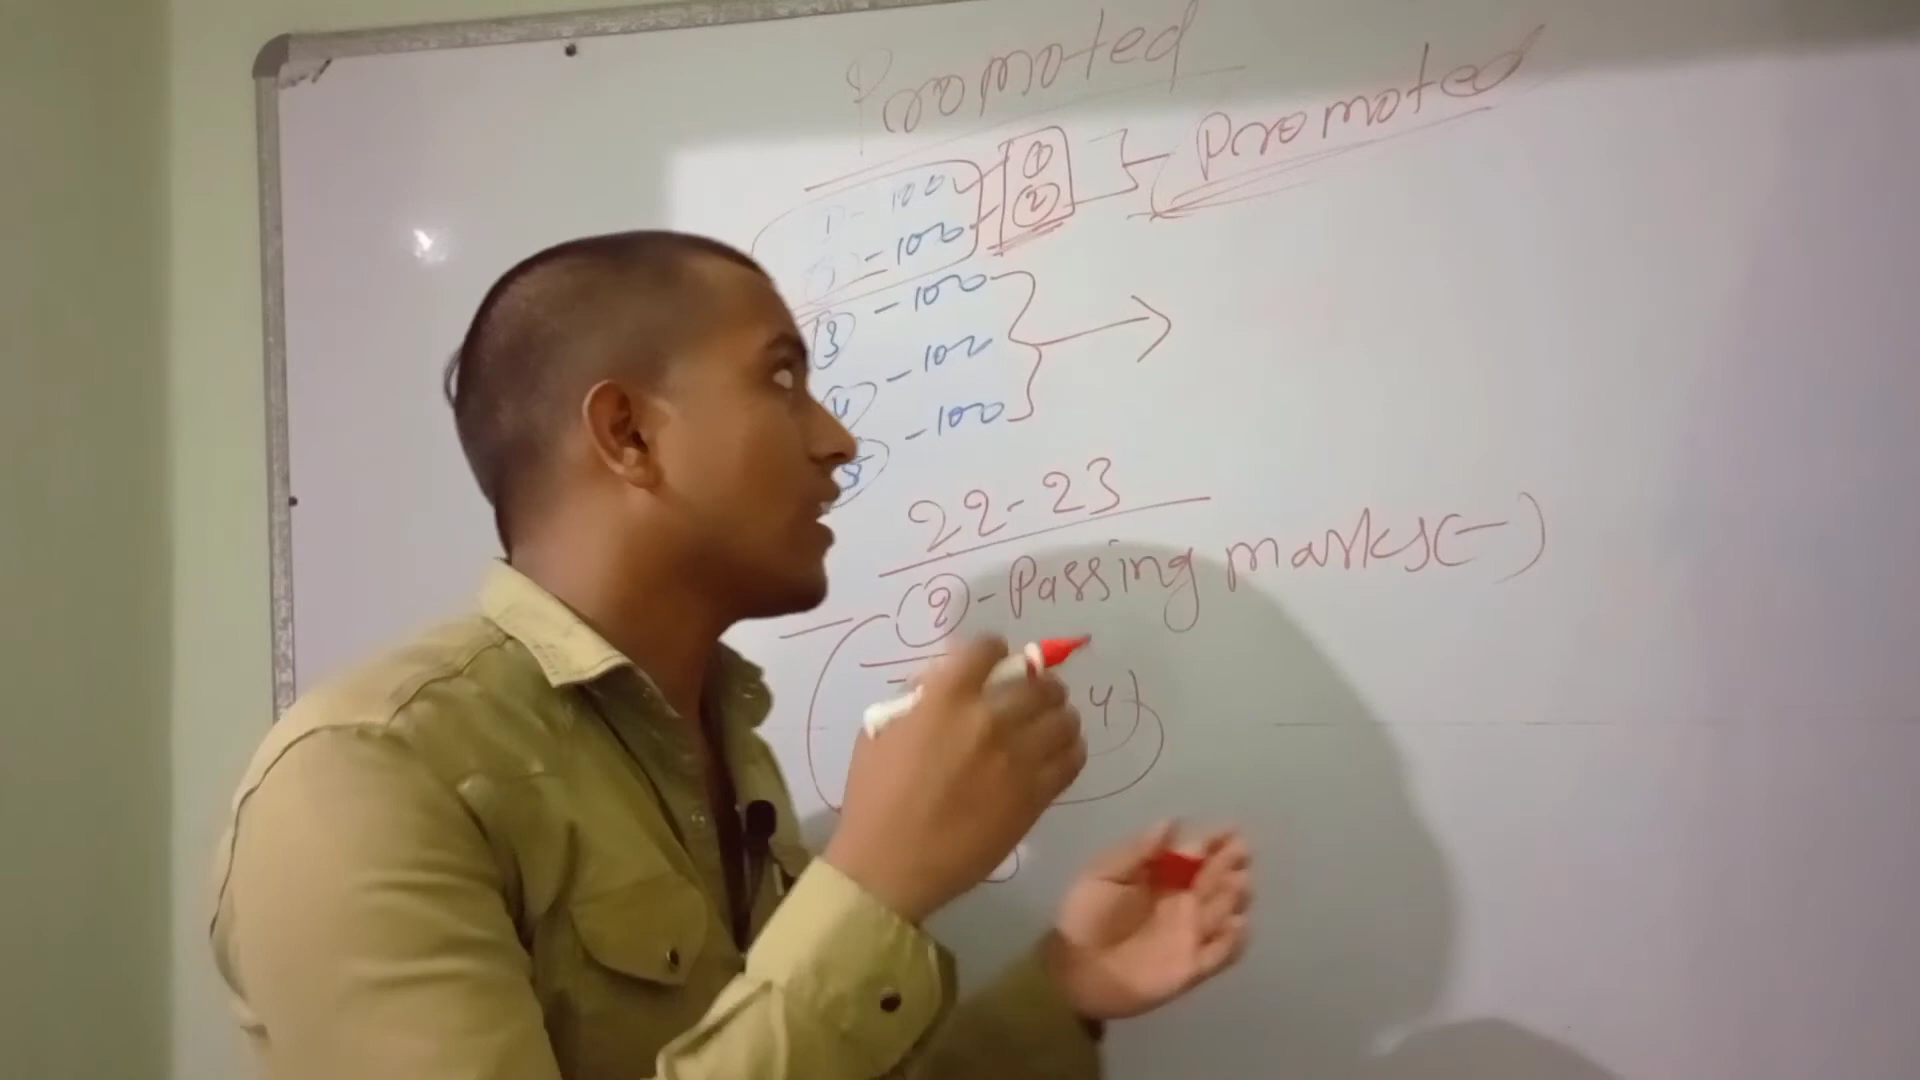 Promoted
1 - 100 ① Promoted
- 100 ②
3 - 100
4 - 100
5 - 100
22-23
2 - Passing marks(-)
4)